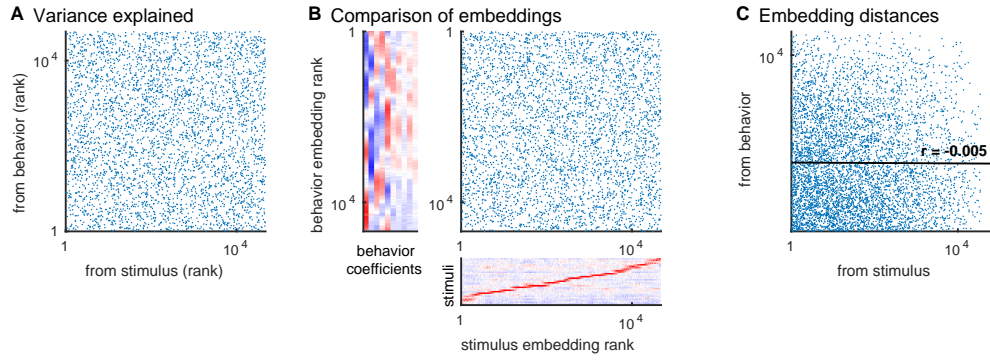 A Variance explained
from behavior (rank)
10^4
1
1
10^4
from stimulus (rank)
B Comparison of embeddings
behavior embedding rank
1
10^4
behavior
coefficients
1
10^4
1
10^4
stimuli
1
10^4
stimulus embedding rank
C Embedding distances
from behavior
10^4
r = -0.005
1
1
10^4
from stimulus